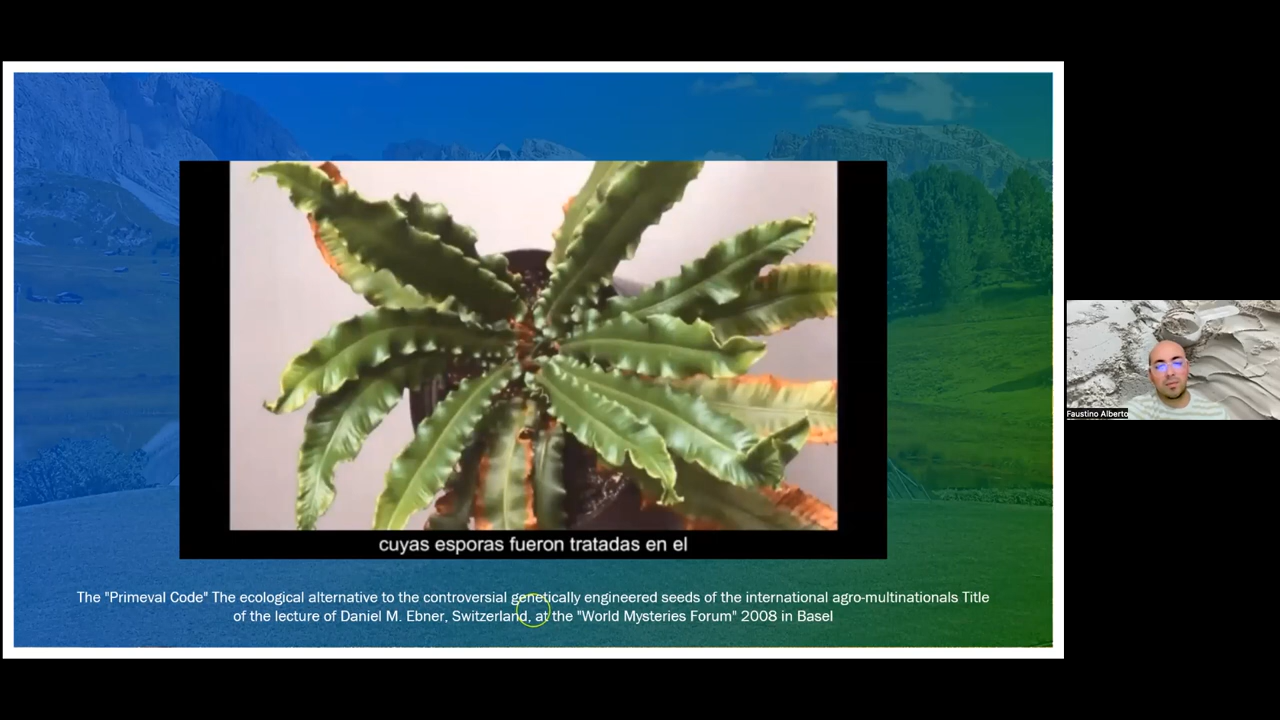 cuyas esporas fueron tratadas en el
The "Primeval Code" The ecological alternative to the controversial genetically engineered seeds of the international agro-multinationals Title
of the lecture of Daniel M. Ebner, Switzerland, at the "World Mysteries Forum" 2008 in Basel
Faustino Alberto